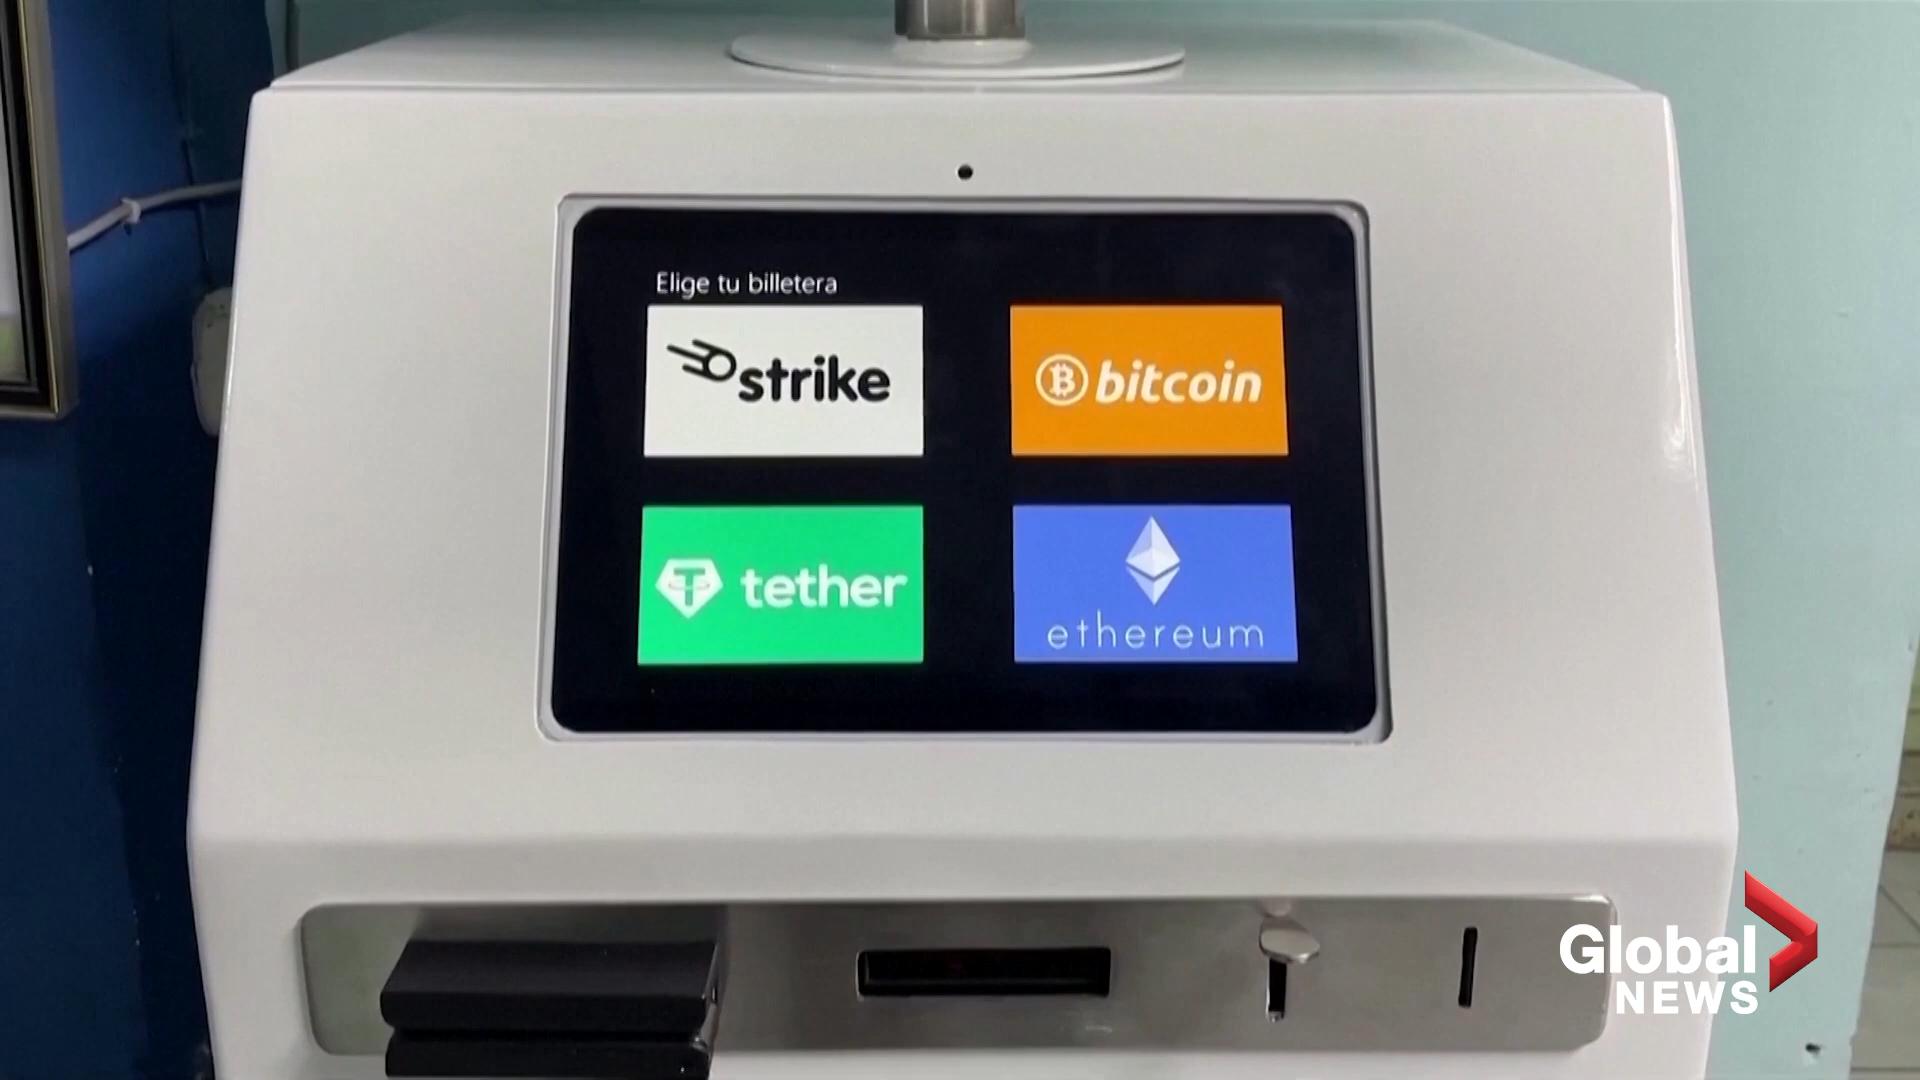 Elige tu billetera
strike
bitcoin
tether
ethereum
Global
NEWS